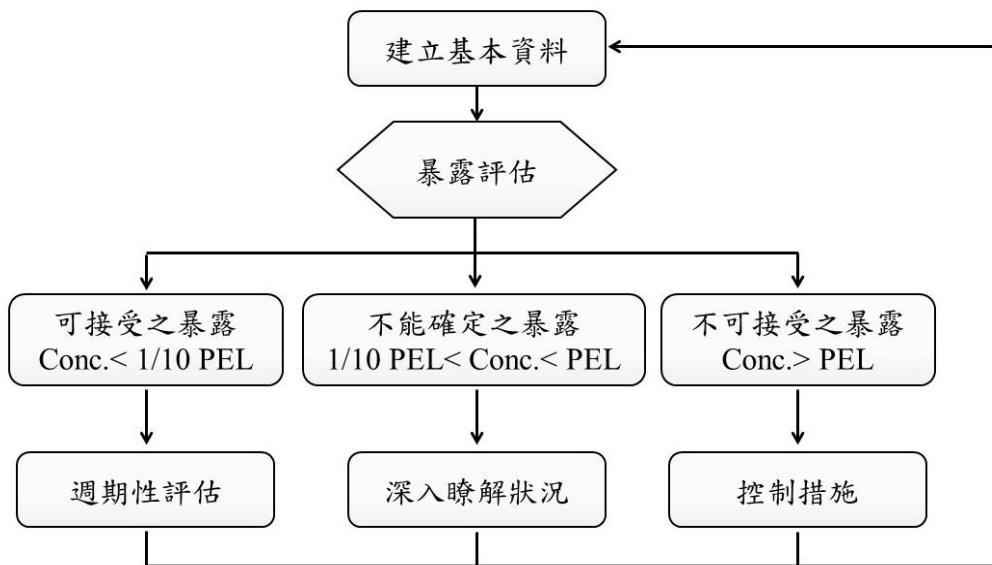 建立基本資料
暴露評估
可接受之暴露
Conc.< 1/10 PEL
不能確定之暴露
1/10 PEL< Conc.< PEL
不可接受之暴露
Conc.> PEL
週期性評估
深入瞭解狀況
控制措施